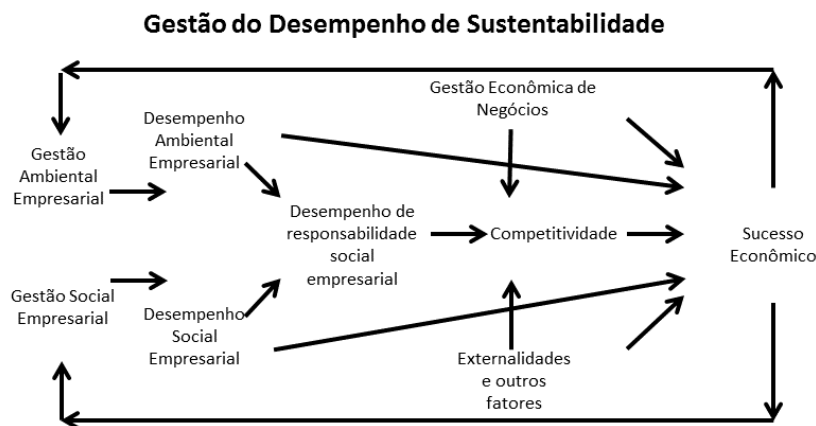 Gestão do Desempenho de Sustentabilidade
Gestão Econômica de
Negócios
Desempenho
Ambiental
Empresarial
Gestão
Ambiental
Empresarial
Desempenho de
responsabilidade
social
empresarial
Competitividade
Sucesso
Econômico
Gestão Social
Empresarial
Desempenho
Social
Empresarial
Externalidades
e outros
fatores